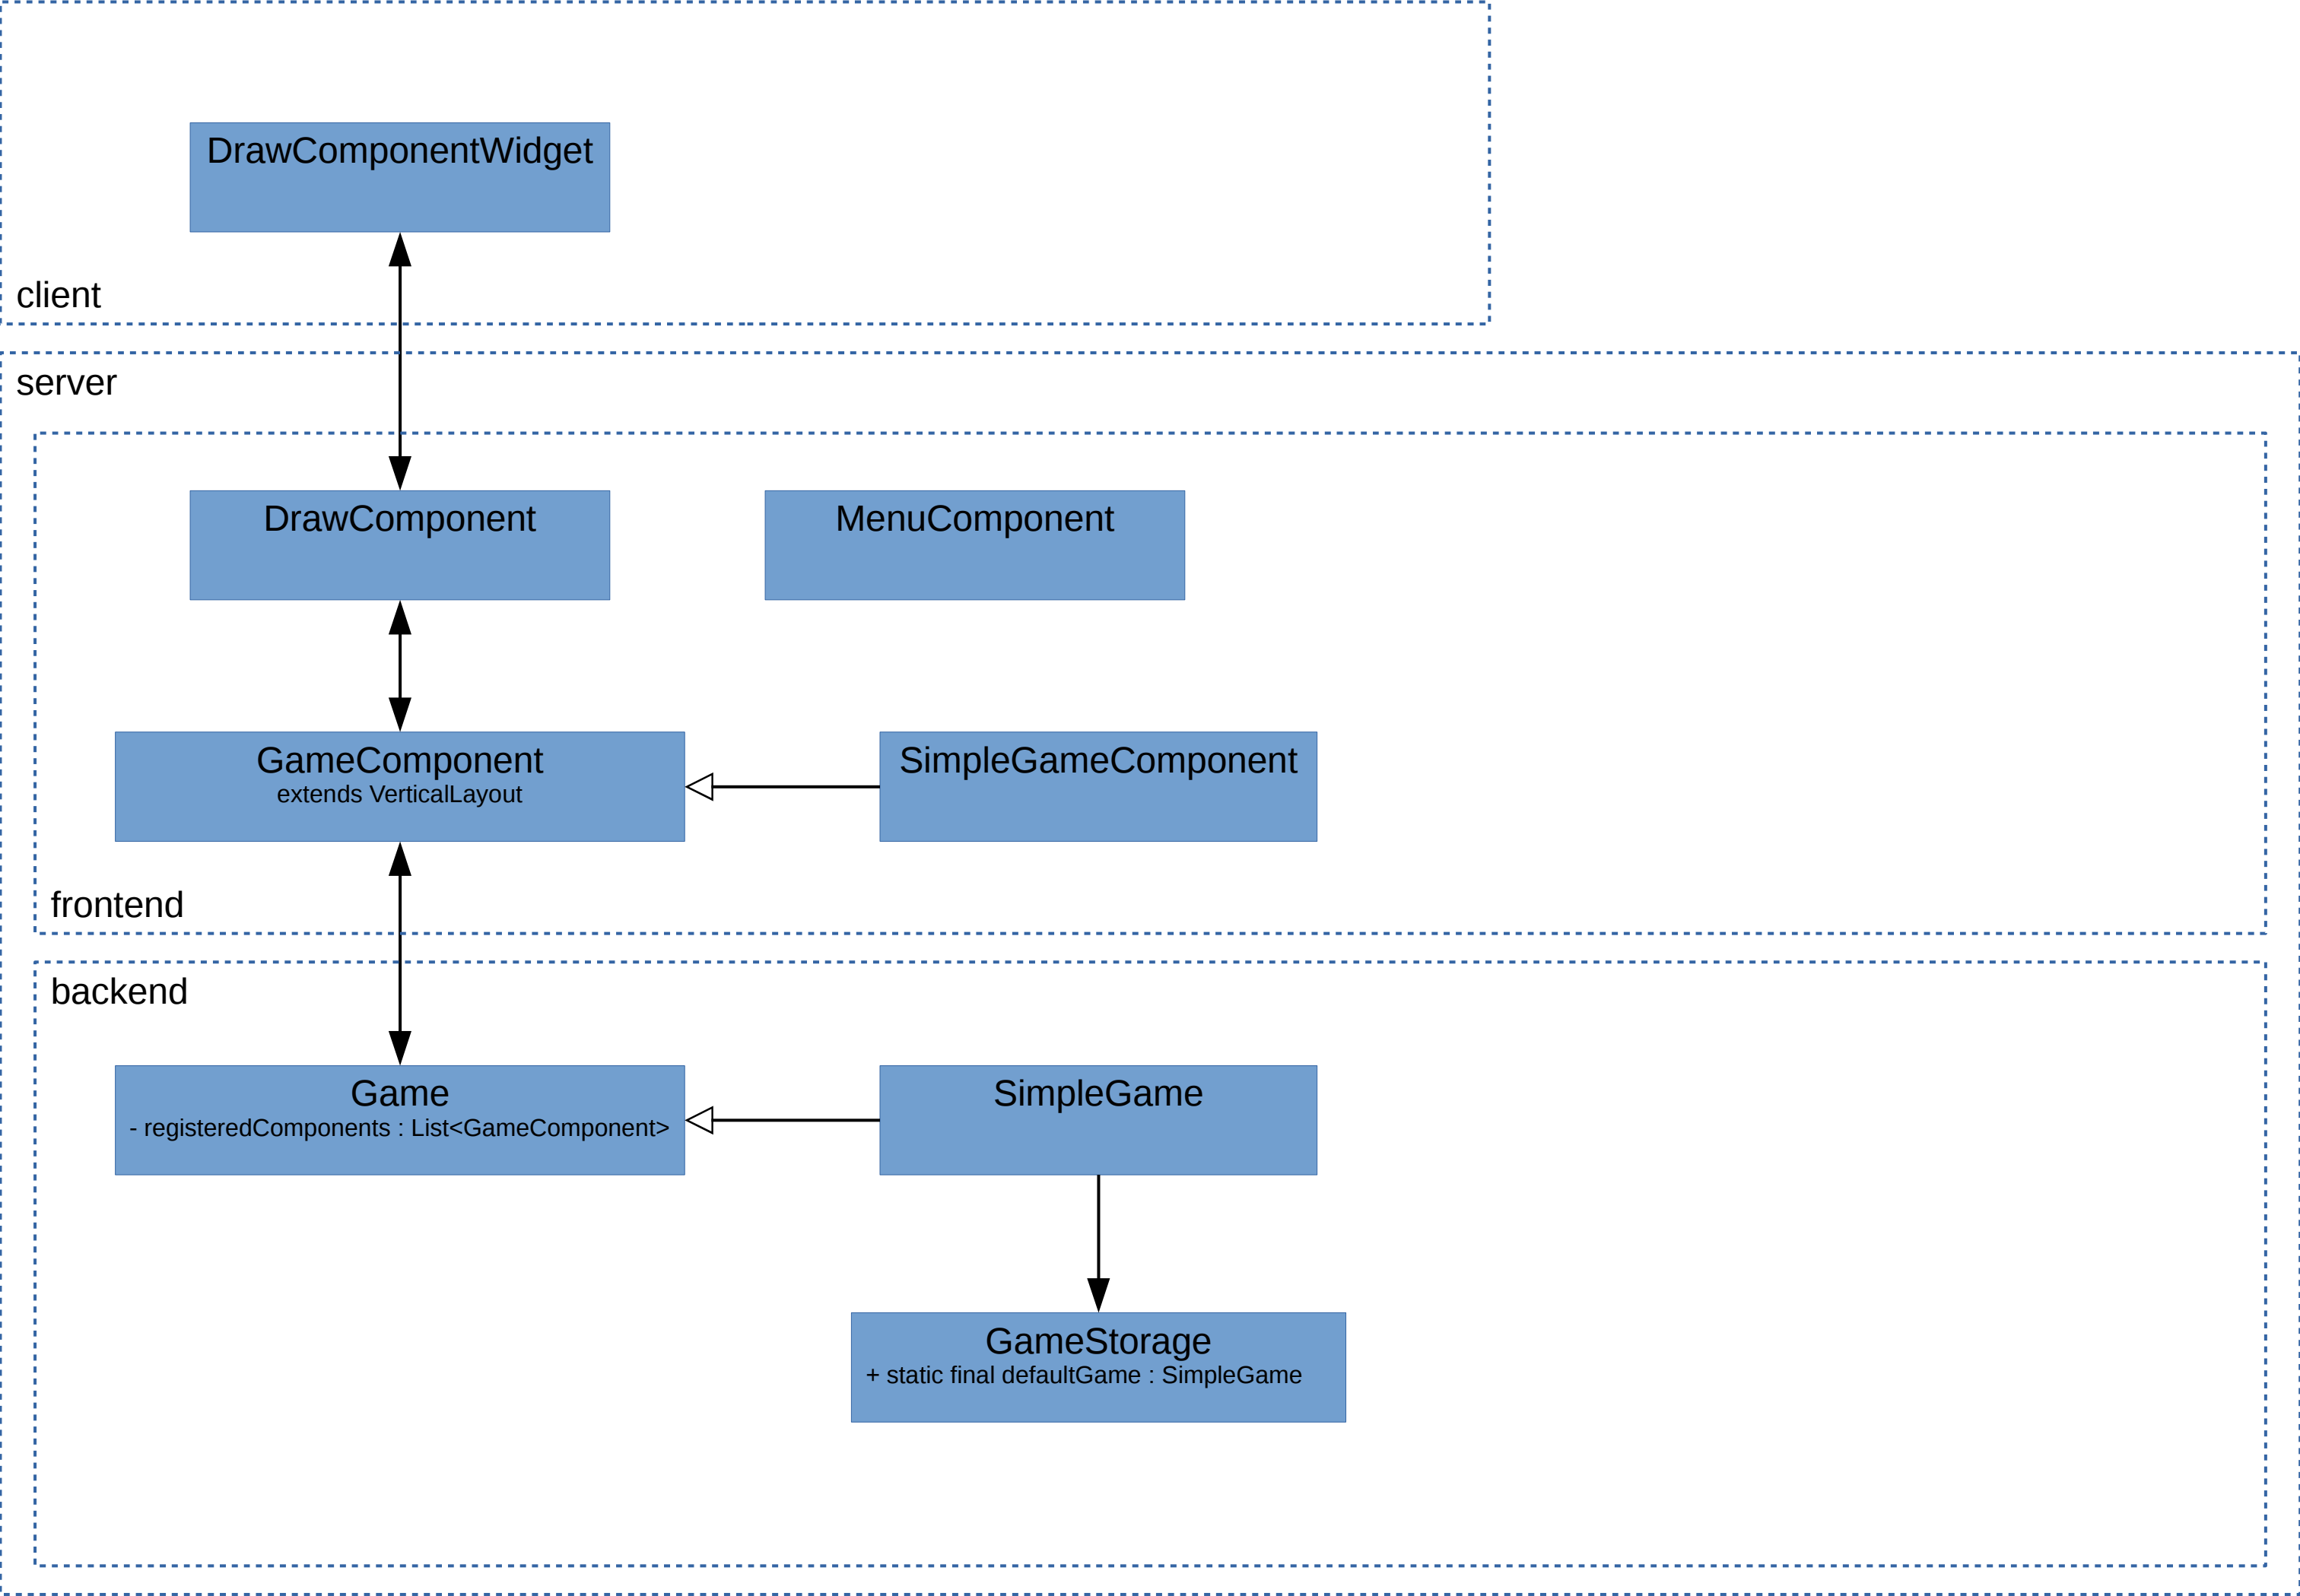 DrawComponentWidget
client
server
DrawComponent
MenuComponent
GameComponent
extends VerticalLayout
SimpleGameComponent
frontend
backend
Game
- registeredComponents : List<GameComponent>
SimpleGame
GameStorage
+ static final defaultGame : SimpleGame